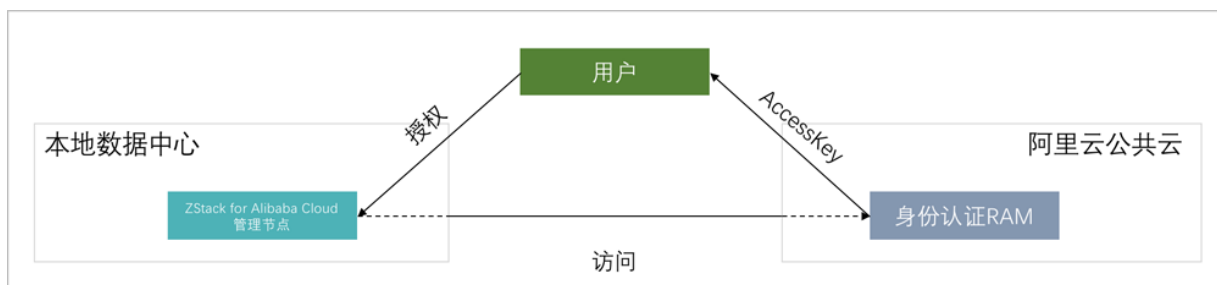 用户
授权
AccessKey
本地数据中心
阿里云公共云
ZStack for Alibaba Cloud
管理节点
身份认证RAM
访问